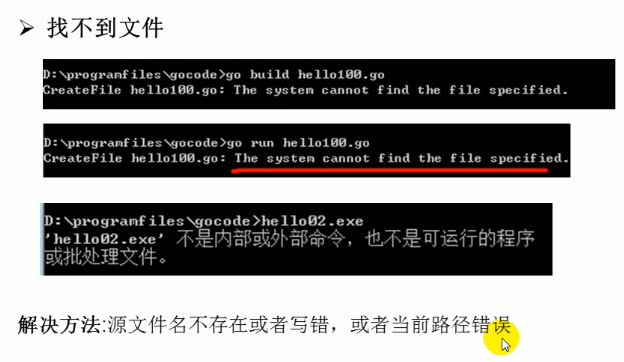 ➢ 找不到文件
D:\programfiles\gocode>go build hello100.go
CreateFile hello100.go: The system cannot find the file specified.
D:\programfiles\gocode>go run hello100.go
CreateFile hello100.go: The system cannot find the file specified.
D:\programfiles\gocode>hello02.exe
'hello02.exe' 不是内部或外部命令，也不是可运行的程序
或批处理文件。
解决方法:源文件名不存在或者写错，或者当前路径错误